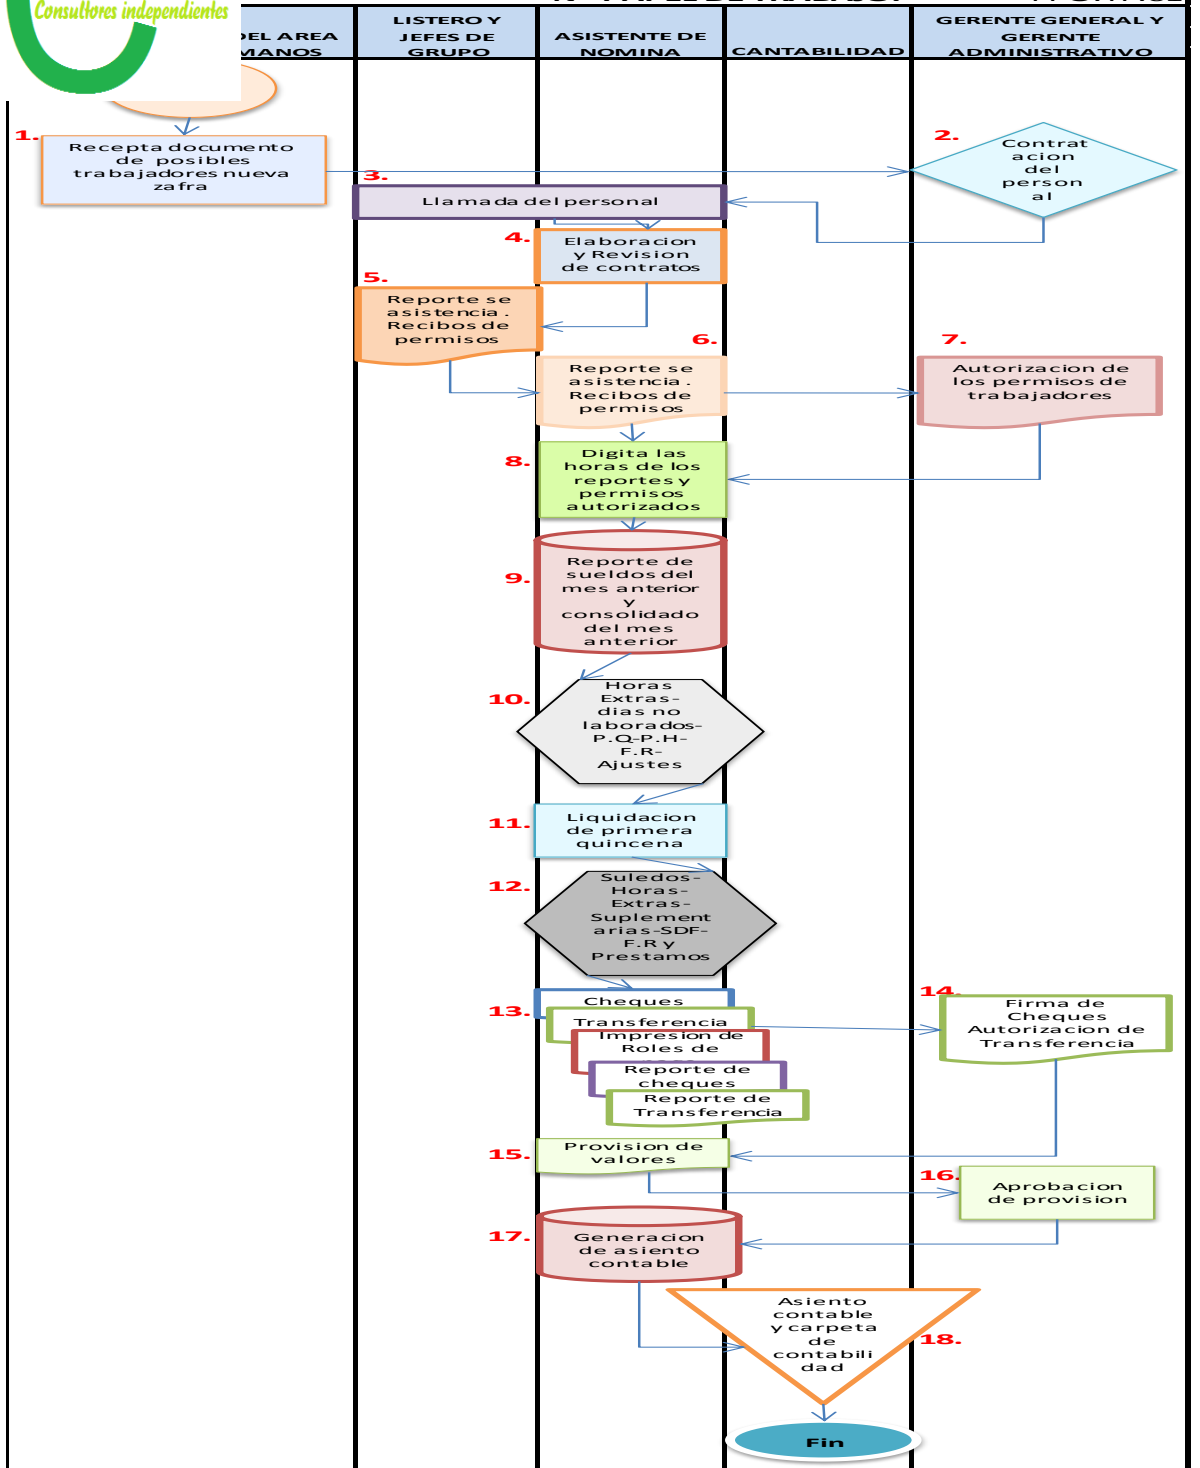 Consultores independientes
DEL AREA
LISTERO Y
JEFES DE
GRUPO
ASISTENTE DE
NOMINA
CANTABILIDAD
GERENTE GENERAL Y
GERENTE
ADMINISTRATIVO
1.
Recepta documento
de posibles
trabajadores nueva
zafra
2.
Contrat
acion
del
person
al
3.
Llamada del personal
4.
Elaboracion
y Revision
de contratos
5.
Reporte se
asistencia.
Recibos de
permisos
6.
Reporte se
asistencia.
Recibos de
permisos
7.
Autorizacion de
los permisos de
trabajadores
8.
Digita las
horas de los
reportes y
permisos
autorizados
9.
Reporte de
sueldos del
mes anterior
y
consolidado
del mes
anterior
10.
Horas
Extras-
dias no
laborados-
P.Q-P.H-
F.R-
Ajustes
11.
Liquidacion
de primera
quincena
12.
Suledos-
Horas-
Extras-
Suplement
arias-SDF-
F.R y
Prestamos
13.
Cheques
Transferencia
Impresion de
Roles de
Reporte de
cheques
Reporte de
Transferencia
14.
Firma de
Cheques
Autorizacion de
Transferencia
15.
Provision de
valores
16.
Aprobacion
de provision
17.
Generacion
de asiento
contable
18.
Asiento
contable
y carpeta
de
contabili
dad
Fin